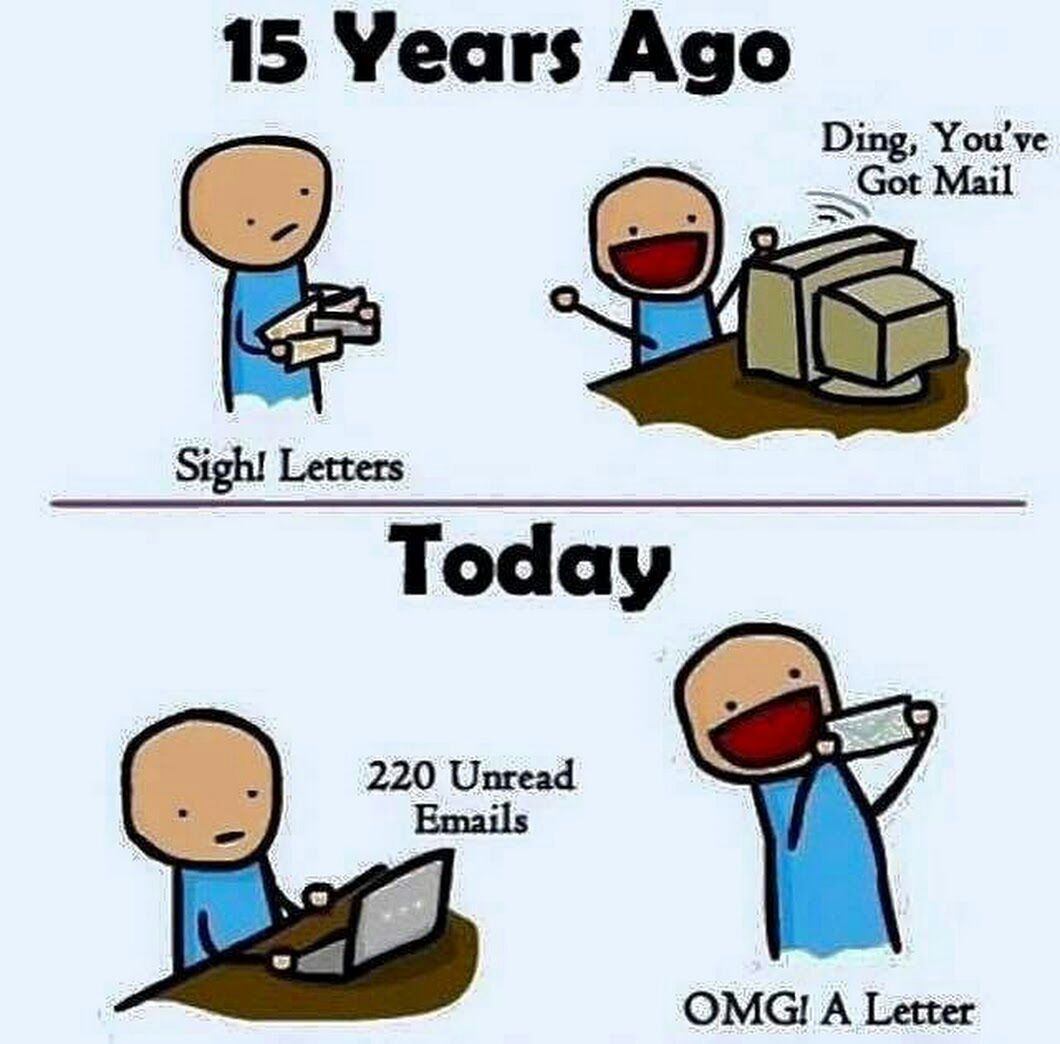 15 Years Ago
Ding, You've
Got Mail
Sigh! Letters
Today
220 Unread
Emails
OMG! A Letter